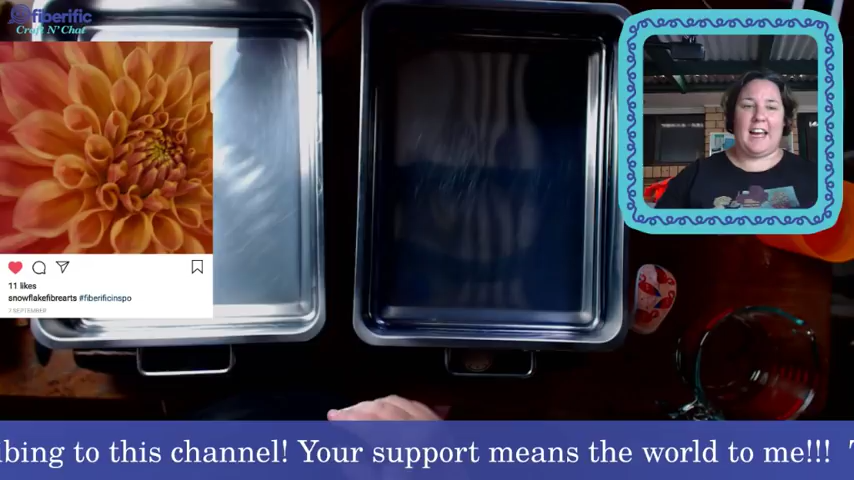 fiberific
Craft N' Chat
11 likes
snowflakefibrearts #fiberificinspo
7 SEPTEMBER
ibing to this channel! Your support means the world to me!!! T